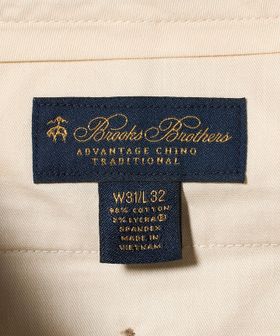 Brooks Brothers
ADVANTAGE CHINO
TRADITIONAL
W31/L32
98% COTTON
2% LYCRA®
SPANDEX
MADE IN
VIETNAM